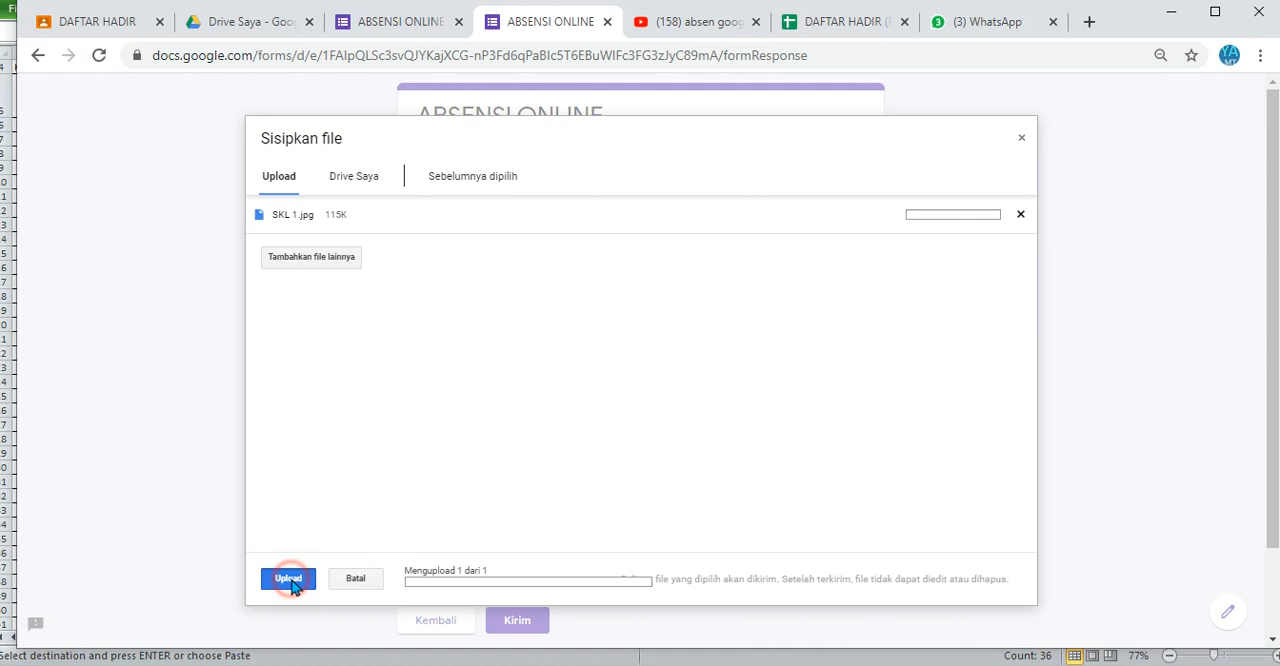 DAFTAR HADIR
Drive Saya - Goo
ABSENSI ONLINE
ABSENSI ONLINE
(158) absen goog
DAFTAR HADIR (
(3) WhatsApp
docs.google.com/forms/d/e/1FAIpQLSc3svQJYKajXCG-nP3Fd6qPaBIc5T6EBuWIFc3FG3zJyC89mA/formResponse
ABSENSI ONLINE
Sisipkan file
Upload
Drive Saya
Sebelumnya dipilih
SKL 1.jpg
115K
Tambahkan file lainnya
Upload
Batal
Mengupload 1 dari 1
file yang dipilih akan dikirim. Setelah terkirim, file tidak dapat diedit atau dihapus.
Kembali
Kirim
Select destination and press ENTER or choose Paste
Count: 36
77%